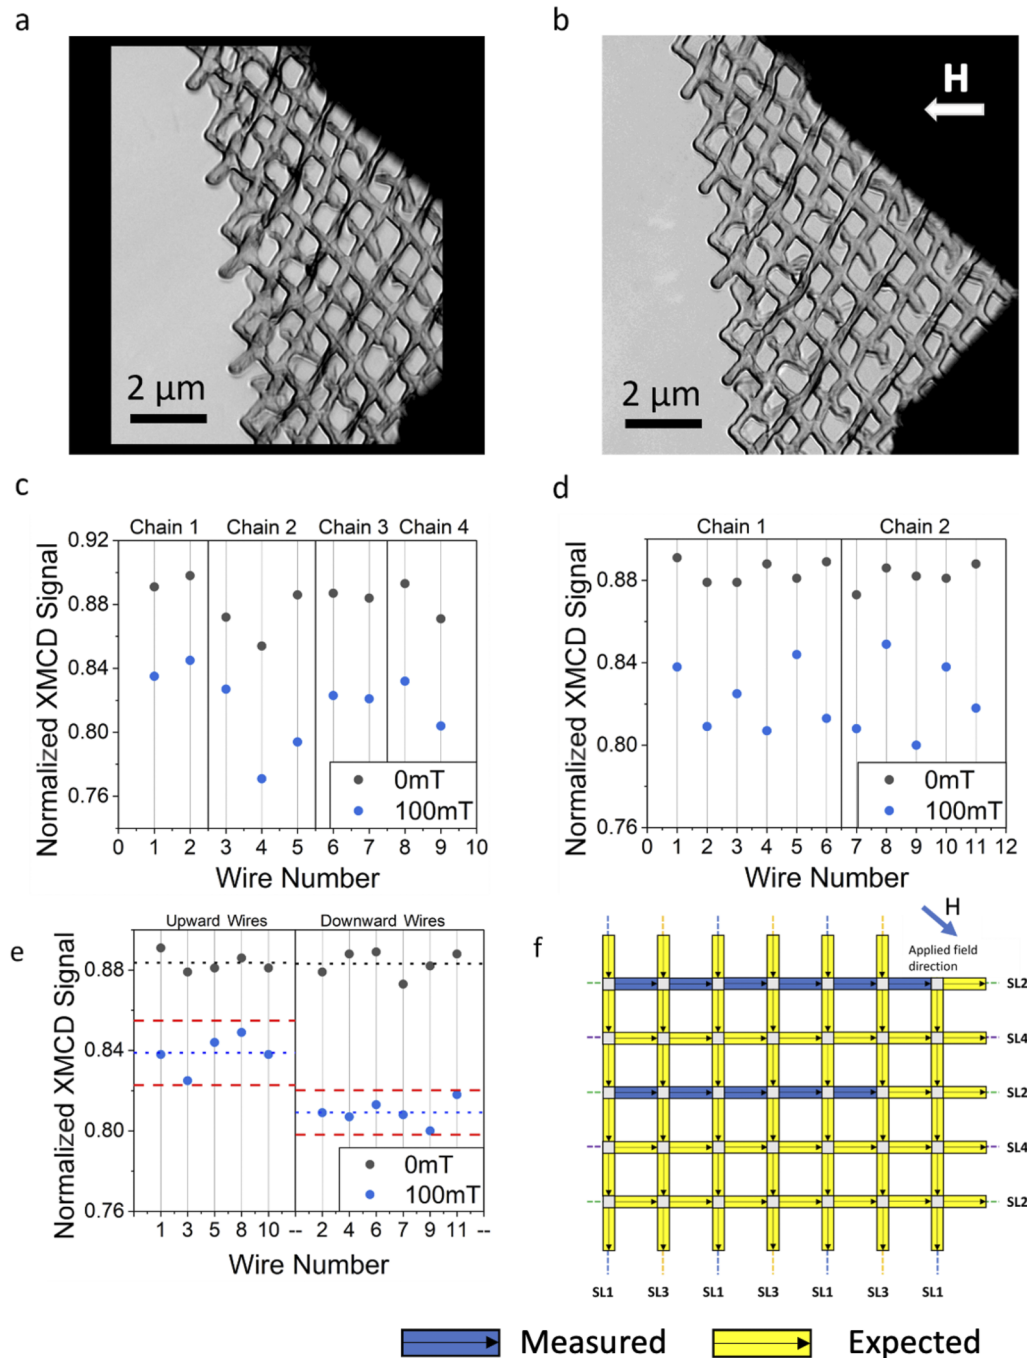 a
b
H
2 μm
2 μm
c
d
Chain 1 Chain 2 Chain 3 Chain 4
Chain 1 Chain 2
Normalized XMCD Signal
0.92
0.88
0.84
0.80
0.76
0mT
100mT
0 1 2 3 4 5 6 7 8 9 10
Wire Number
Normalized XMCD Signal
0.88
0.84
0.80
0.76
0mT
100mT
0 1 2 3 4 5 6 7 8 9 10 11 12
Wire Number
e
Upward Wires Downward Wires
Normalized XMCD Signal
0.88
0.84
0.80
0.76
0mT
100mT
1 3 5 8 10 -- 2 4 6 7 9 11 --
Wire Number
f
H
Applied field
direction
SL2
SL4
SL2
SL4
SL2
SL1 SL3 SL1 SL3 SL1 SL3 SL1
Measured Expected